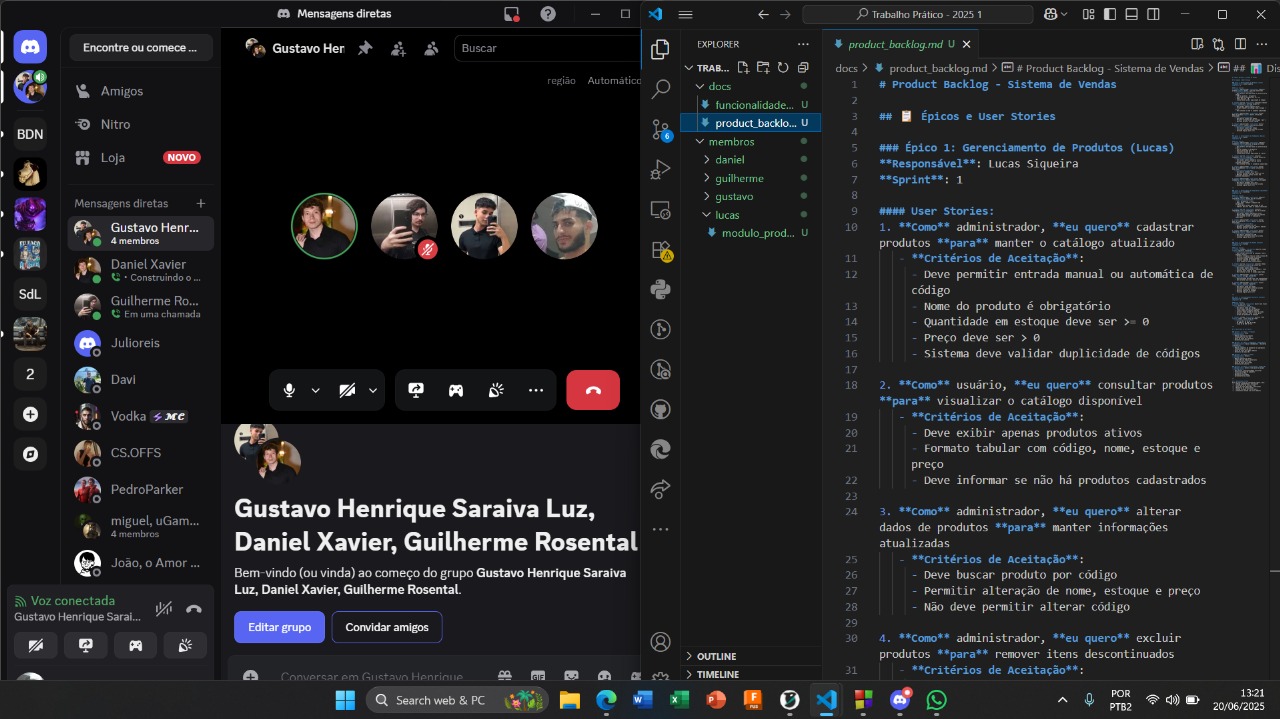 Mensagens diretas
Encontre ou comece ...
Amigos
Nitro
Loja NOVO
Mensagens diretas
Gustavo Henr...
4 membros
Daniel Xavier
• Construindo o
Guilherme Ro...
Em uma chamada
Julioreis
Davi
Vodka
CS.OFFS
PedroParker
miguel, uGam...
4 membros
João, o Amor ...
BDN
SdL
2
Voz conectada
Gustavo Henrique Sarai...
Gustavo Henr
Buscar
região Automático
Gustavo Henrique Saraiva Luz,
Daniel Xavier, Guilherme Rosental
Bem-vindo (ou vinda) ao começo do grupo Gustavo Henrique Saraiva
Luz, Daniel Xavier, Guilherme Rosental.
Editar grupo Convidar amigos
Conversar em Gustavo Henrique
GIF
Trabalho Prático - 2025 1
EXPLORER
TRAB...
docs
funcionalidade... U
product_backlo... U
membros
daniel
guilherme
gustavo
lucas
modulo_prod... U
OUTLINE
TIMELINE
6
product_backlog.md U
docs > product_backlog.md > # Product Backlog - Sistema de Vendas > ##
1 # Product Backlog - Sistema de Vendas
2
3 ## 📋 Épicos e User Stories
4
5 ### Épico 1: Gerenciamento de Produtos (Lucas)
6 **Responsável**: Lucas Siqueira
7 **Sprint**: 1
8
9 #### User Stories:
10 1. **Como** administrador, **eu quero** cadastrar
produtos **para** manter o catálogo atualizado
11 - **Critérios de Aceitação**:
12 - Deve permitir entrada manual ou automática de
código
13 - Nome do produto é obrigatório
14 - Quantidade em estoque deve ser >= 0
15 - Preço deve ser > 0
16 - Sistema deve validar duplicidade de códigos
17
18 2. **Como** usuário, **eu quero** consultar produtos
**para** visualizar o catálogo disponível
19 - **Critérios de Aceitação**:
20 - Deve exibir apenas produtos ativos
21 - Formato tabular com código, nome, estoque e
preço
22 - Deve informar se não há produtos cadastrados
23
24 3. **Como** administrador, **eu quero** alterar
dados de produtos **para** manter informações
atualizadas
25 - **Critérios de Aceitação**:
26 - Deve buscar produto por código
27 - Permitir alteração de nome, estoque e preço
28 - Não deve permitir alterar código
29
30 4. **Como** administrador, **eu quero** excluir
produtos **para** remover itens descontinuados
31 - **Critérios de Aceitação**:
Search web & PC
POR
PTB2
13:21
20/06/2025